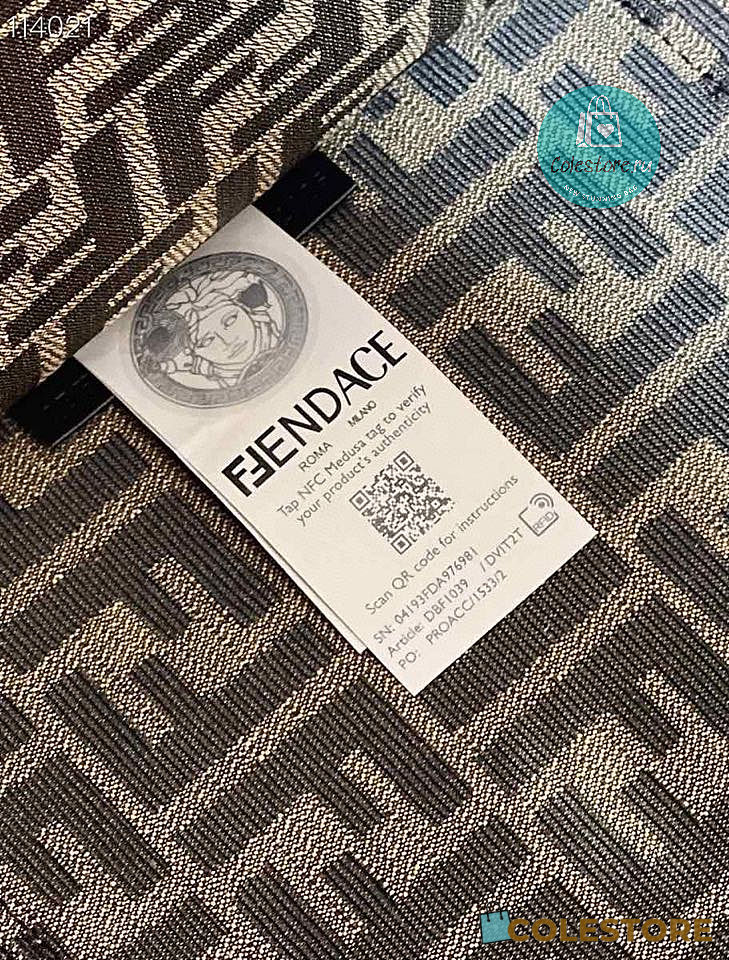 114021
Colestore.ru
FFENDACE
ROMA MILANO
Tap NFC Medusa tag to verify
your product's authenticity
Scan QR code for instructions
SN: 04193FDA976981
Article: DBF1039 /DVIT2T
PO: PROACC/1533/2
RFID
COLESTORE